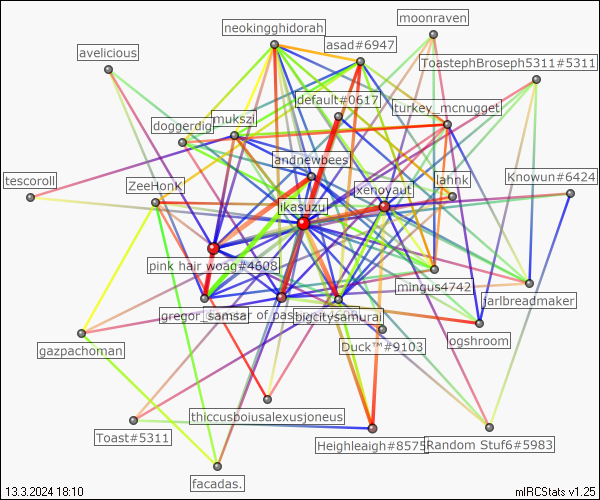 neokingghidorah
moonraven
avelicious
asad#6947
ToastephBroseph5311#5311
default#0617
turkey_mcnugget
mukszi
doggerdig
andnewbees
tescoroll
ZeeHonk
xenoyaut
lahnk
Knowun#6424
ikasuzu
pink hair woag#4608
mingus4742
jarlbreadmaker
gregor_samsa
bigcitysamurai
ogshroom
gazpachoman
Duck™#9103
thiccusboiusalexusjoneus
Toast#5311
Heighleaigh#8575
Random Stuf6#5983
facadas.
13.3.2024 18:10
mIRCStats v1.25